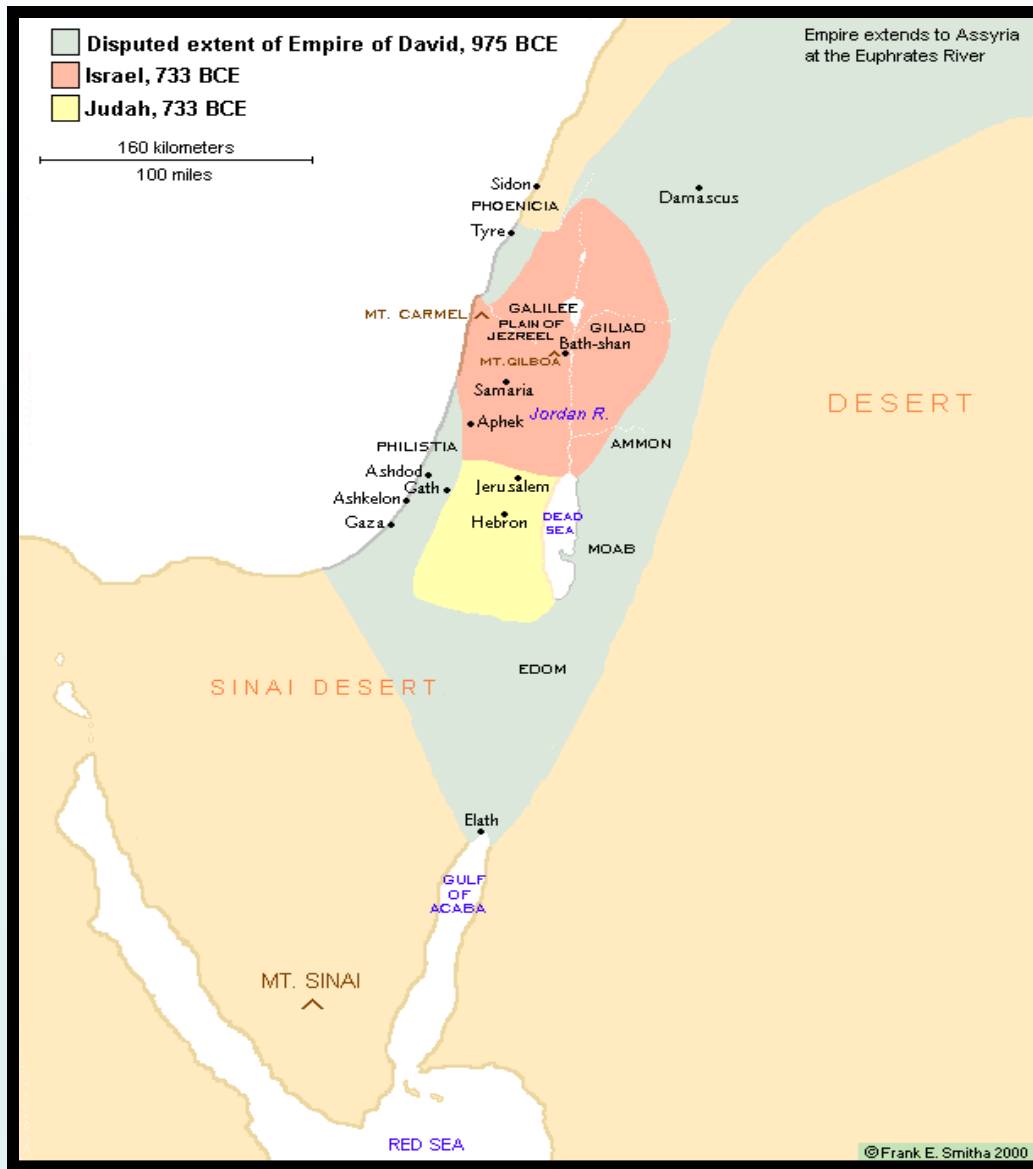 Disputed extent of Empire of David, 975 BCE
Israel, 733 BCE
Judah, 733 BCE
160 kilometers
100 miles
Empire extends to Assyria
at the Euphrates River
Sidon
PHOENICIA
Damascus
Tyre
MT. CARMEL
GALILEE
PLAIN OF
JEZREEL
GILIAD
Bath-shan
MT.GILBOA
Samaria
Jordan R.
DESERT
Aphek
AMMON
PHILISTIA
Ashdod
Gath
Jerusalem
Ashkelon
Gaza
Hebron
DEAD
SEA
MOAB
EDOM
SINAI DESERT
Elath
GULF
OF
ACABA
MT. SINAI
RED SEA
©Frank E. Smitha 2000